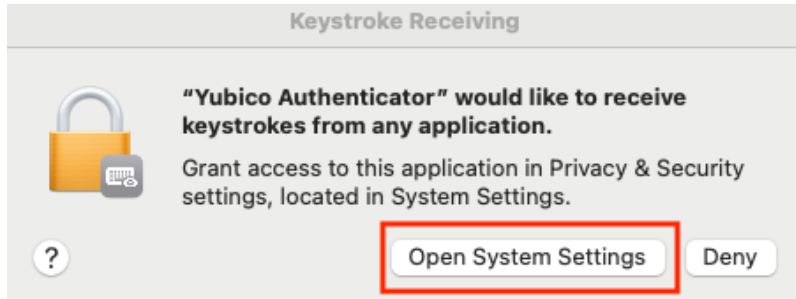 Keystroke Receiving
“Yubico Authenticator” would like to receive
keystrokes from any application.
Grant access to this application in Privacy & Security
settings, located in System Settings.
?
Open System Settings
Deny